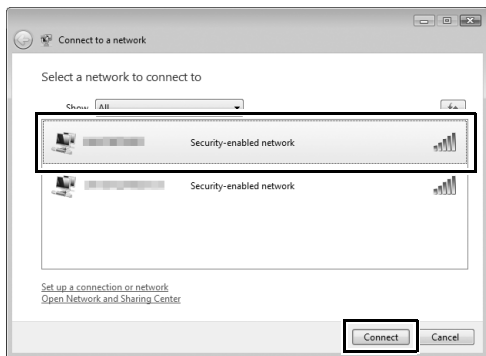 Connect to a network
Select a network to connect to
Show All
Security-enabled network
Security-enabled network
Set up a connection or network
Open Network and Sharing Center
Connect Cancel